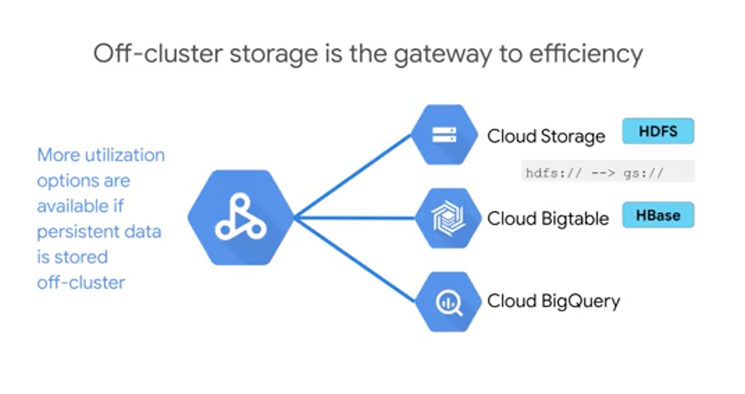 Off-cluster storage is the gateway to efficiency
More utilization
options are
available if
persistent data
is stored
off-cluster
Cloud Storage HDFS
hdfs:// --> gs://
Cloud Bigtable HBase
Cloud BigQuery